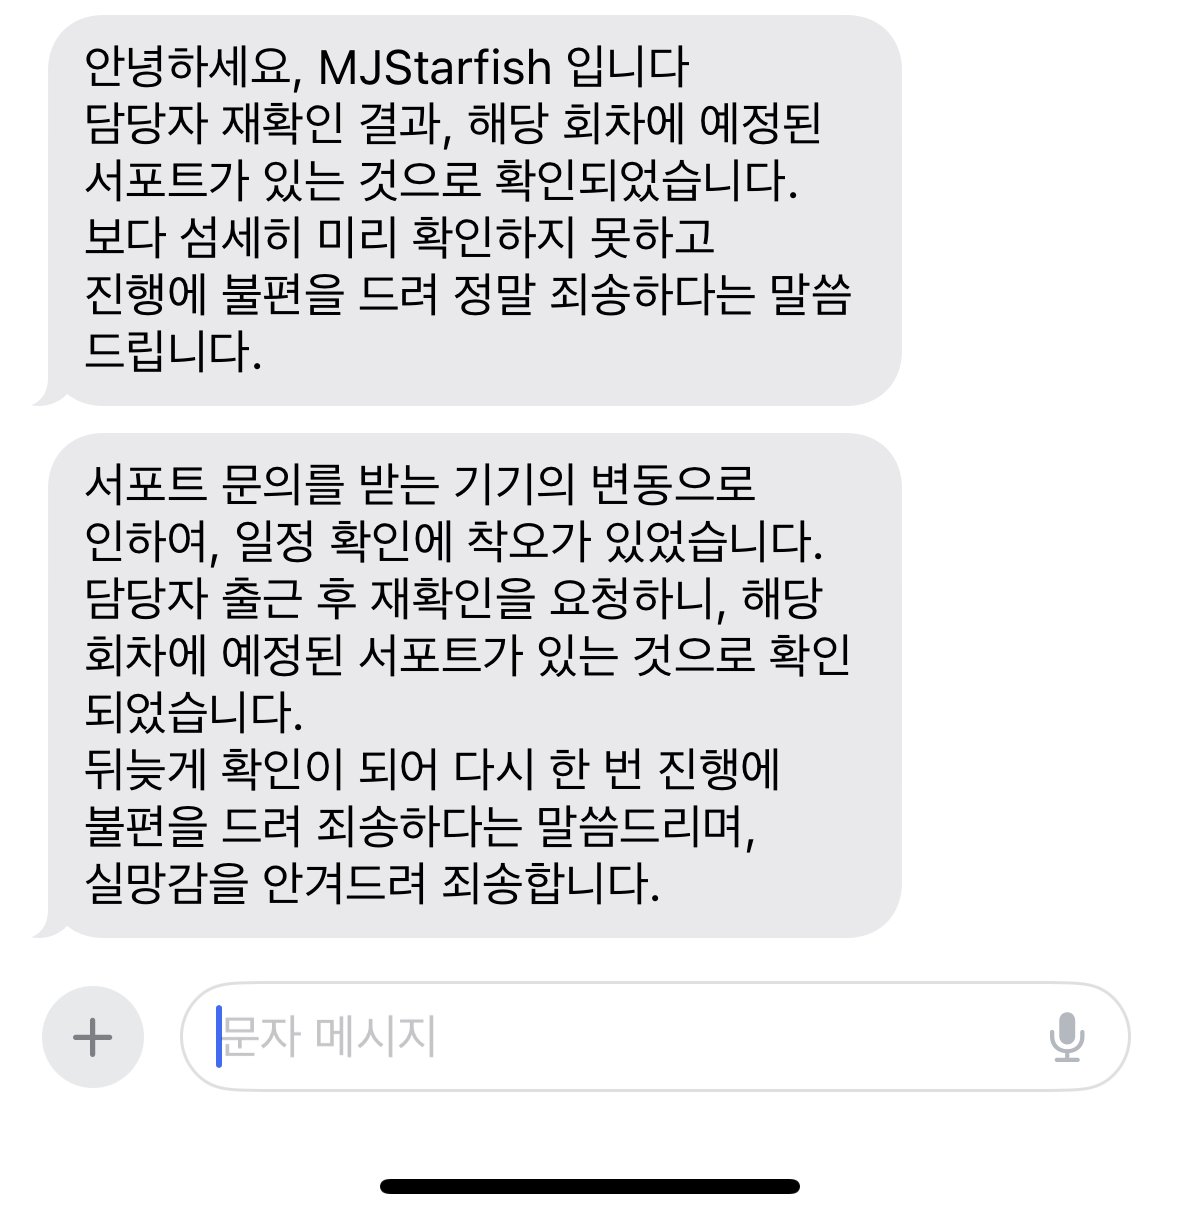 안녕하세요, MJStarfish 입니다
담당자 재확인 결과, 해당 회차에 예정된
서포트가 있는 것으로 확인되었습니다.
보다 섬세히 미리 확인하지 못하고
진행에 불편을 드려 정말 죄송하다는 말씀
드립니다.
서포트 문의를 받는 기기의 변동으로
인하여, 일정 확인에 착오가 있었습니다.
담당자 출근 후 재확인을 요청하니, 해당
회차에 예정된 서포트가 있는 것으로 확인
되었습니다.
뒤늦게 확인이 되어 다시 한 번 진행에
불편을 드려 죄송하다는 말씀드리며,
실망감을 안겨드려 죄송합니다.
문자 메시지